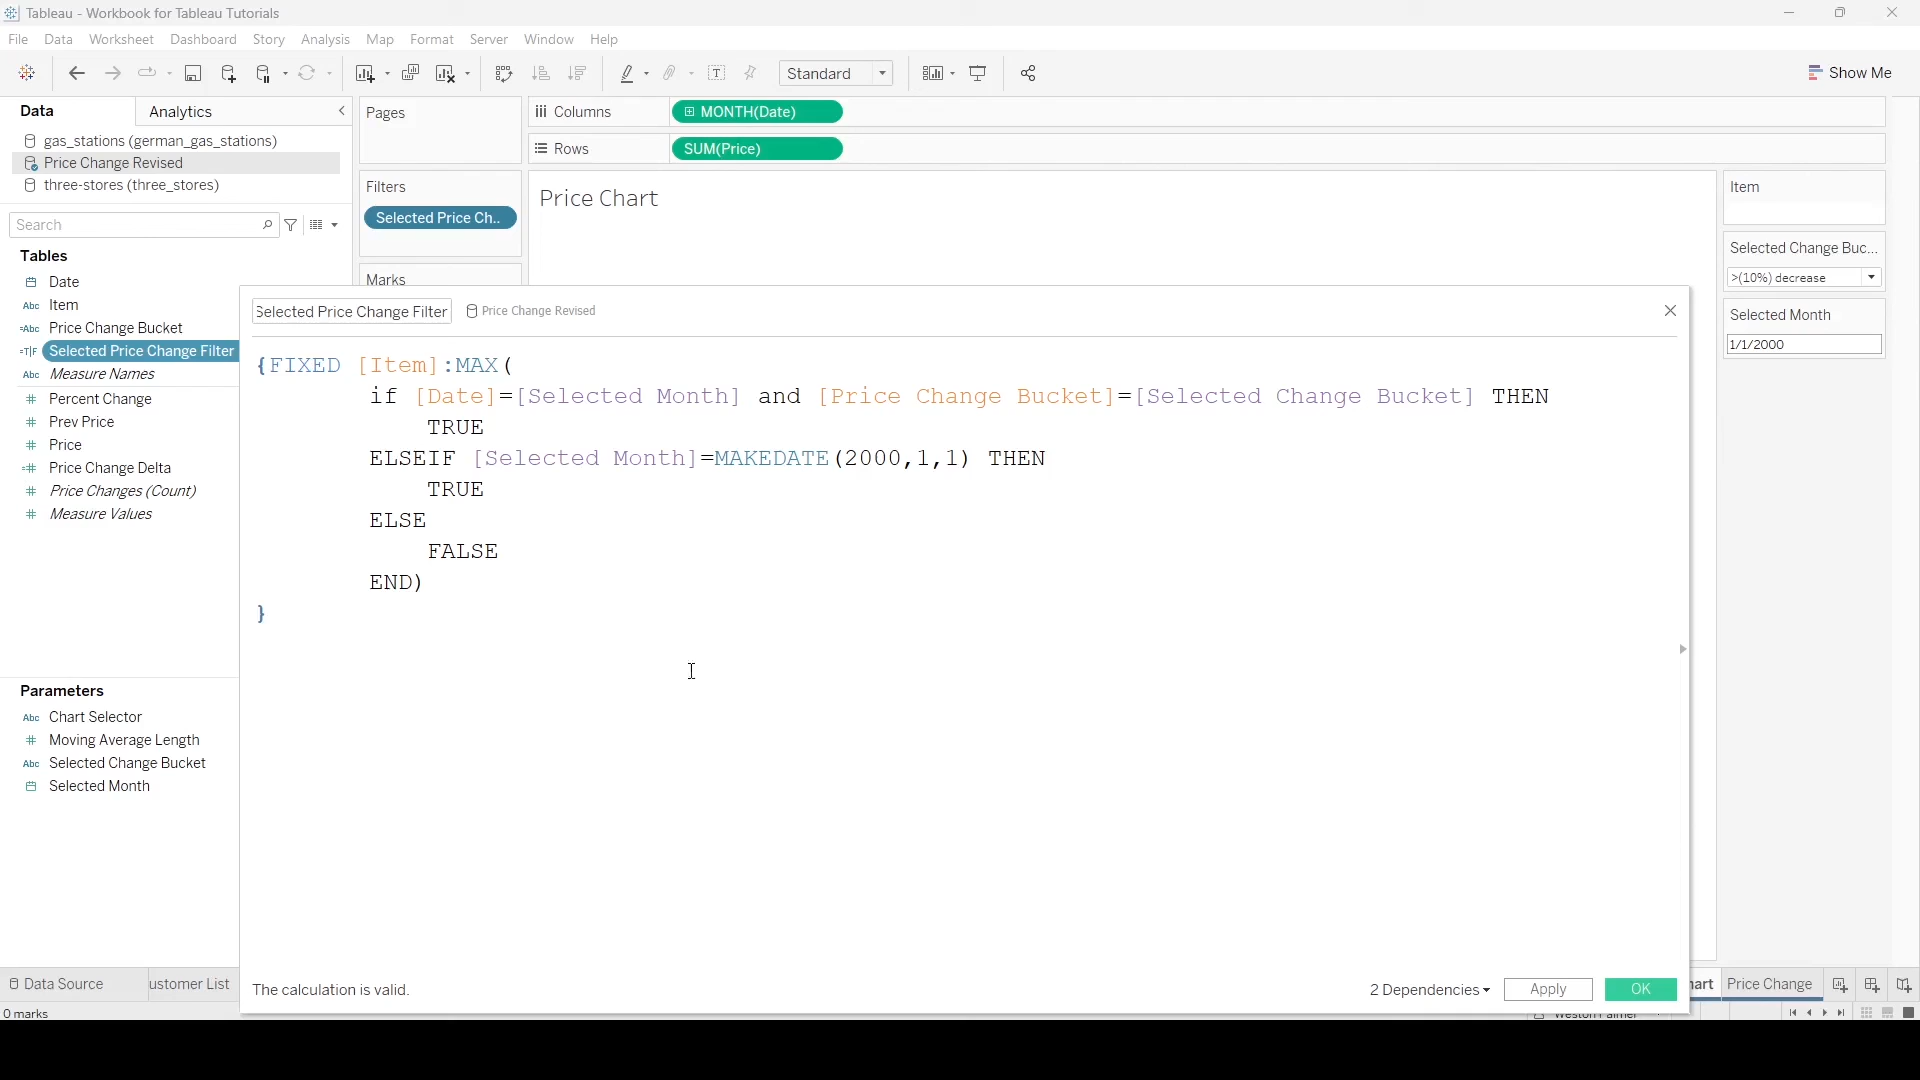 Tableau - Workbook for Tableau Tutorials
File Data Worksheet Dashboard Story Analysis Map Format Server Window Help
Standard
Show Me
Data
Analytics
gas_stations (german_gas_stations)
Price Change Revised
three-stores (three_stores)
Search
Tables
Date
Abc Item
=Abc Price Change Bucket
=T|F Selected Price Change Filter
Abc Measure Names
# Percent Change
# Prev Price
# Price
=# Price Change Delta
# Price Changes (Count)
# Measure Values
Parameters
Abc Chart Selector
# Moving Average Length
Abc Selected Change Bucket
Selected Month
Pages
Filters
Selected Price Ch..
Marks
Columns
MONTH(Date)
Rows
SUM(Price)
Price Chart
Item
Selected Change Buc...
>(10%) decrease
Selected Month
1/1/2000
Selected Price Change Filter
Price Change Revised
{FIXED [Item]:MAX(
if [Date]=[Selected Month] and [Price Change Bucket]=[Selected Change Bucket] THEN
TRUE
ELSEIF [Selected Month]=MAKEDATE(2000,1,1) THEN
TRUE
ELSE
FALSE
END)
}
The calculation is valid.
2 Dependencies
Apply
OK
Data Source
ustomer List
art
Price Change
0 marks
Weston Palmer